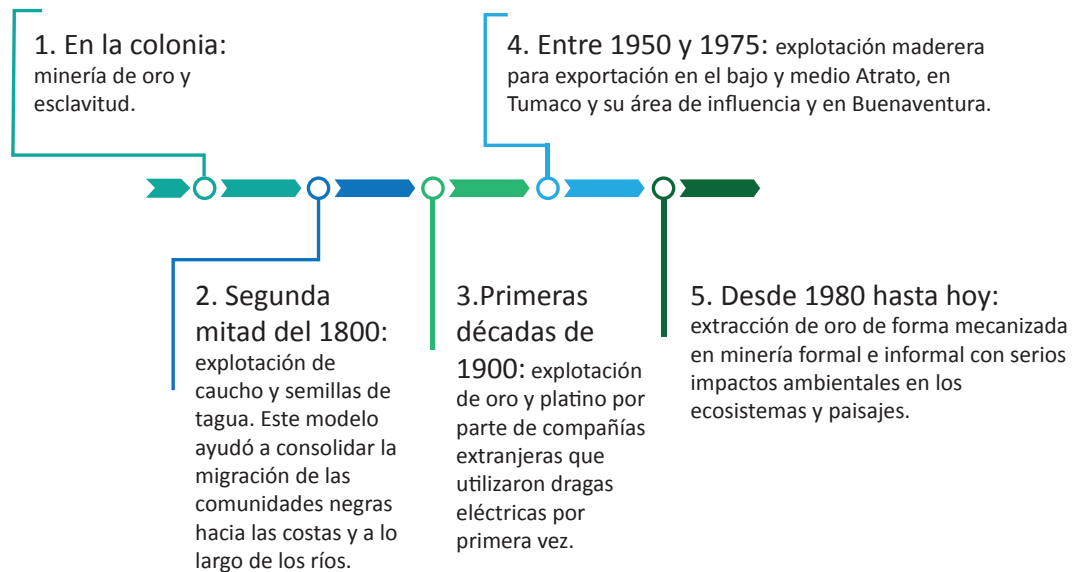 1. En la colonia:
minería de oro y
esclavitud.
2. Segunda
mitad del 1800:
explotación de
caucho y semillas de
tagua. Este modelo
ayudó a consolidar la
migración de las
comunidades negras
hacia las costas y a lo
largo de los ríos.
3.Primeras
décadas de
1900: explotación
de oro y platino por
parte de compañías
extranjeras que
utilizaron dragas
eléctricas por
primera vez.
4. Entre 1950 y 1975: explotación maderera
para exportación en el bajo y medio Atrato, en
Tumaco y su área de influencia y en Buenaventura.
5. Desde 1980 hasta hoy:
extracción de oro de forma mecanizada
en minería formal e informal con serios
impactos ambientales en los
ecosistemas y paisajes.